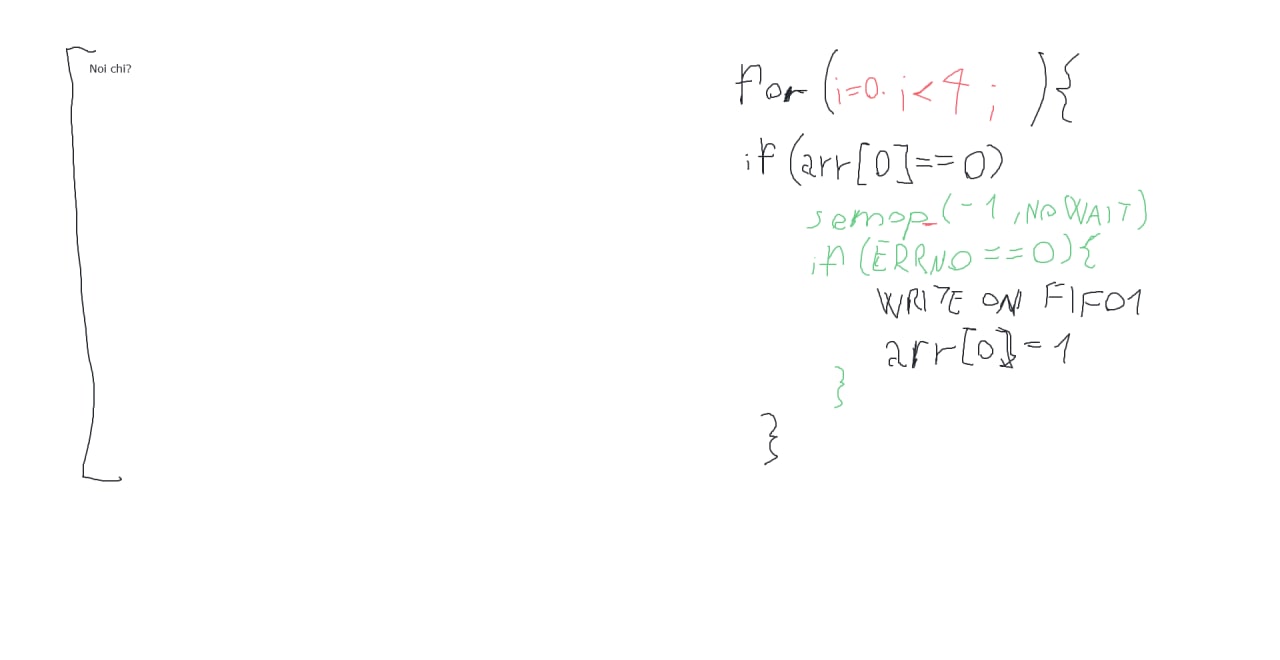 Noi chi?
for (i=0. i<4 ; ){
if (arr[0]==0)
semop(-1, NOWAIT)
if (ERRNO==0){
WRITE ON FIFO1
arr[0]=1
}
}